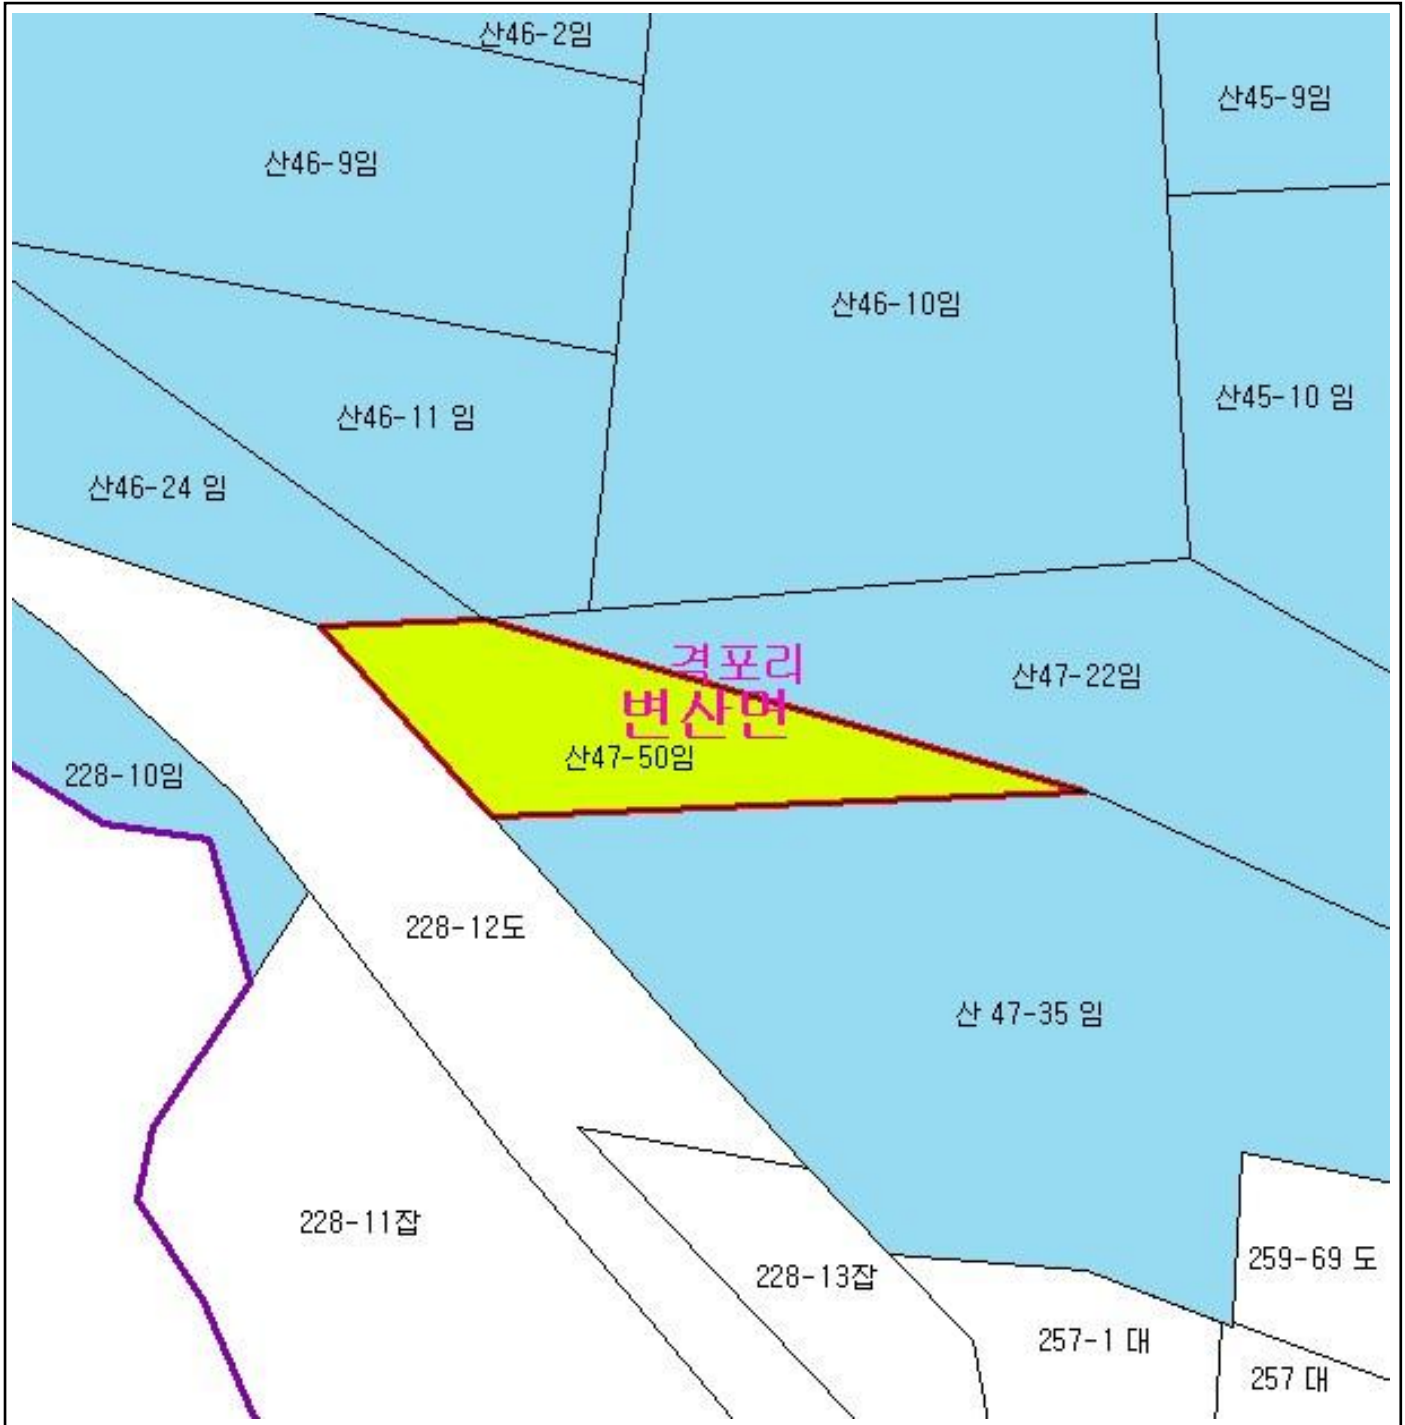 산46-2임
산45-9임
산46-9임
산46-10임
산45-10 임
산46-11 임
산46-24 임
격포리
산47-22임
변산면
산47-50임
228-10임
228-12도
산 47-35 임
228-11잡
259-69 도
228-13잡
257-1 대
257 대